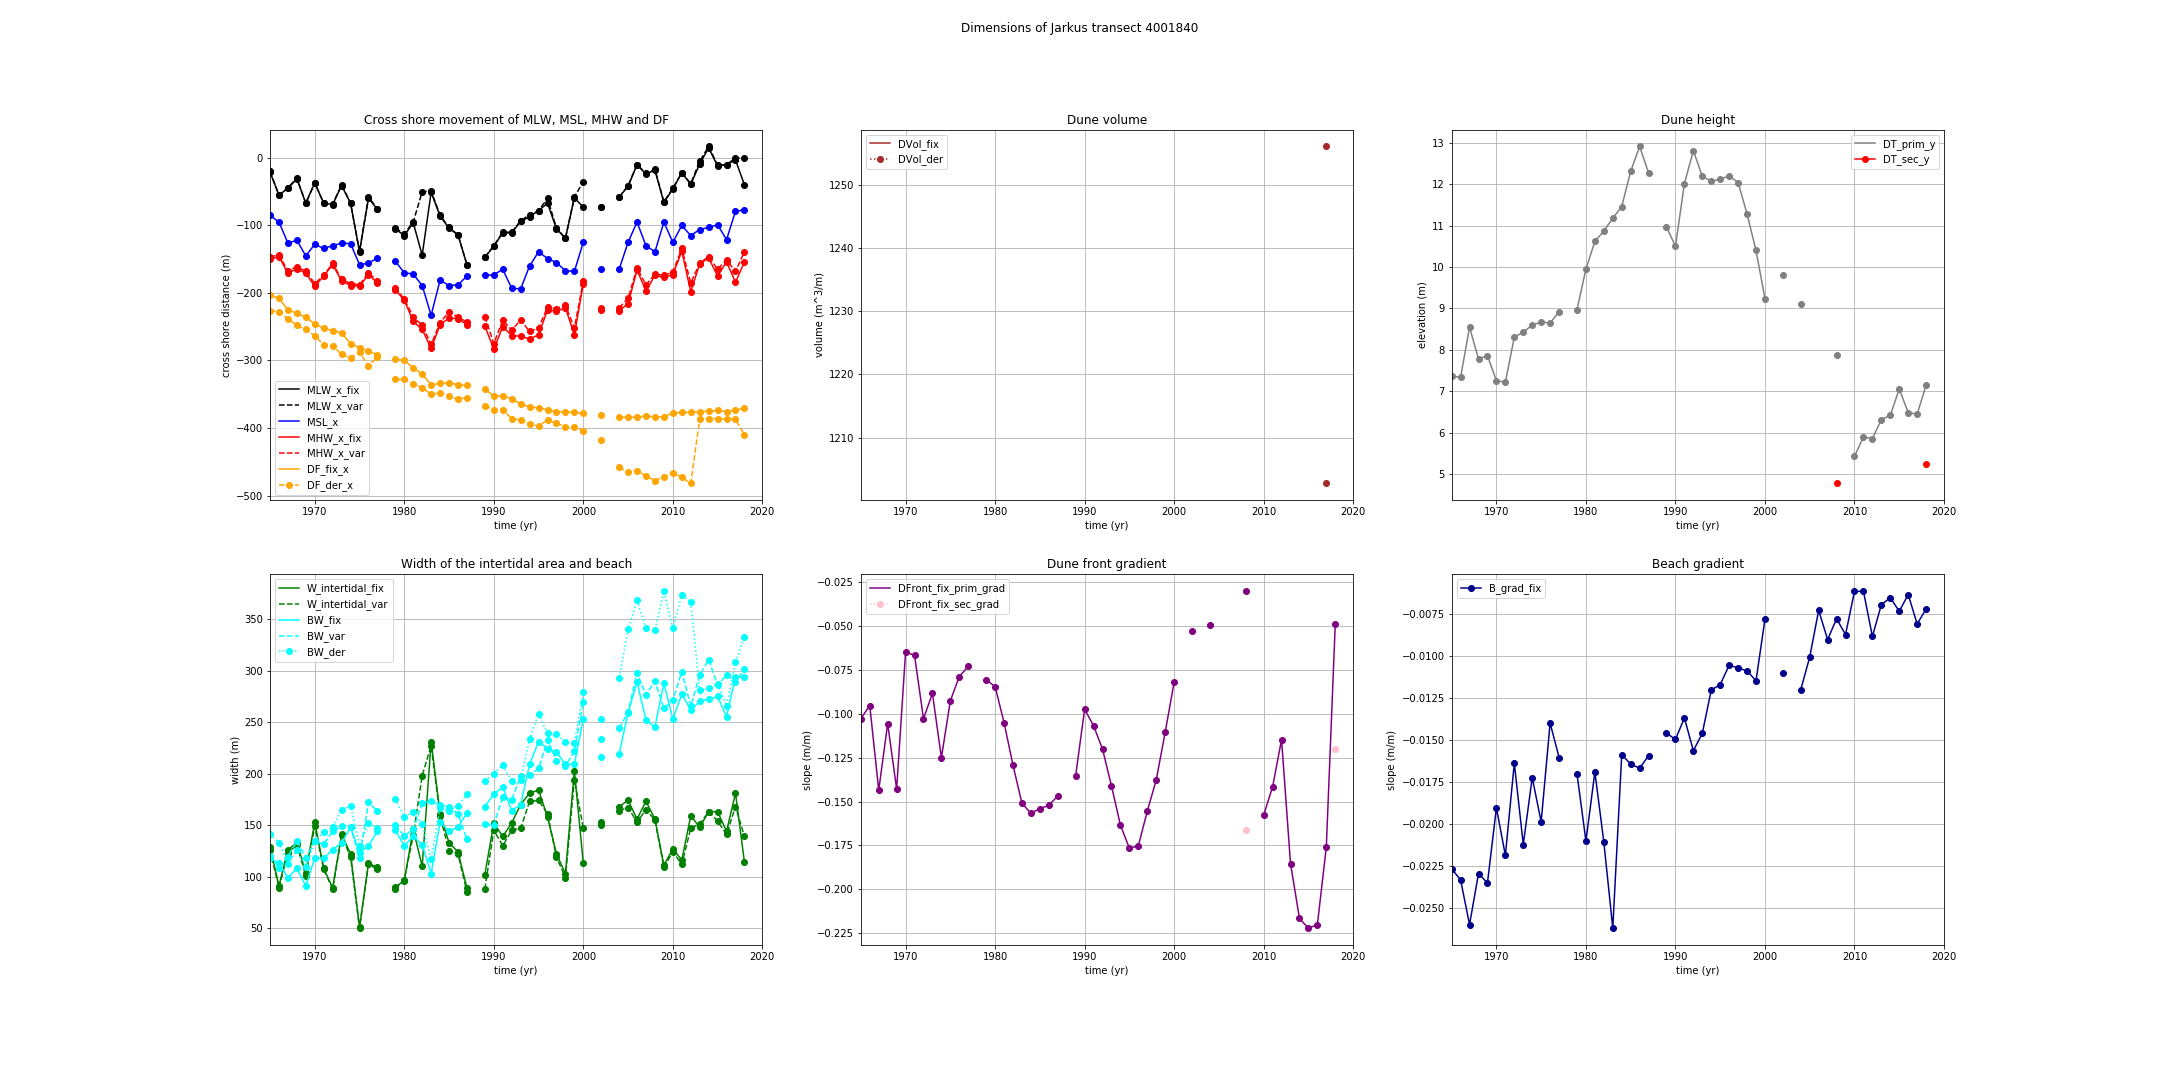 Dimensions of Jarkus transect 4001840
Cross shore movement of MLW, MSL, MHW and DF
cross shore distance (m)
0
−100
−200
−300
−400
−500
MLW_x_fix
MLW_x_var
MSL_x
MHW_x_fix
MHW_x_var
DF_fix_x
DF_der_x
1970 1980 1990 2000 2010 2020
time (yr)
Dune volume
volume (m^3/m)
DVol_fix
DVol_der
1250
1240
1230
1220
1210
1970 1980 1990 2000 2010 2020
time (yr)
Dune height
elevation (m)
DT_prim_y
DT_sec_y
13
12
11
10
9
8
7
6
5
1970 1980 1990 2000 2010 2020
time (yr)
Width of the intertidal area and beach
width (m)
W_intertidal_fix
W_intertidal_var
BW_fix
BW_var
BW_der
350
300
250
200
150
100
50
1970 1980 1990 2000 2010 2020
time (yr)
Dune front gradient
slope (m/m)
DFront_fix_prim_grad
DFront_fix_sec_grad
−0.025
−0.050
−0.075
−0.100
−0.125
−0.150
−0.175
−0.200
−0.225
1970 1980 1990 2000 2010 2020
time (yr)
Beach gradient
slope (m/m)
B_grad_fix
−0.0075
−0.0100
−0.0125
−0.0150
−0.0175
−0.0200
−0.0225
−0.0250
1970 1980 1990 2000 2010 2020
time (yr)